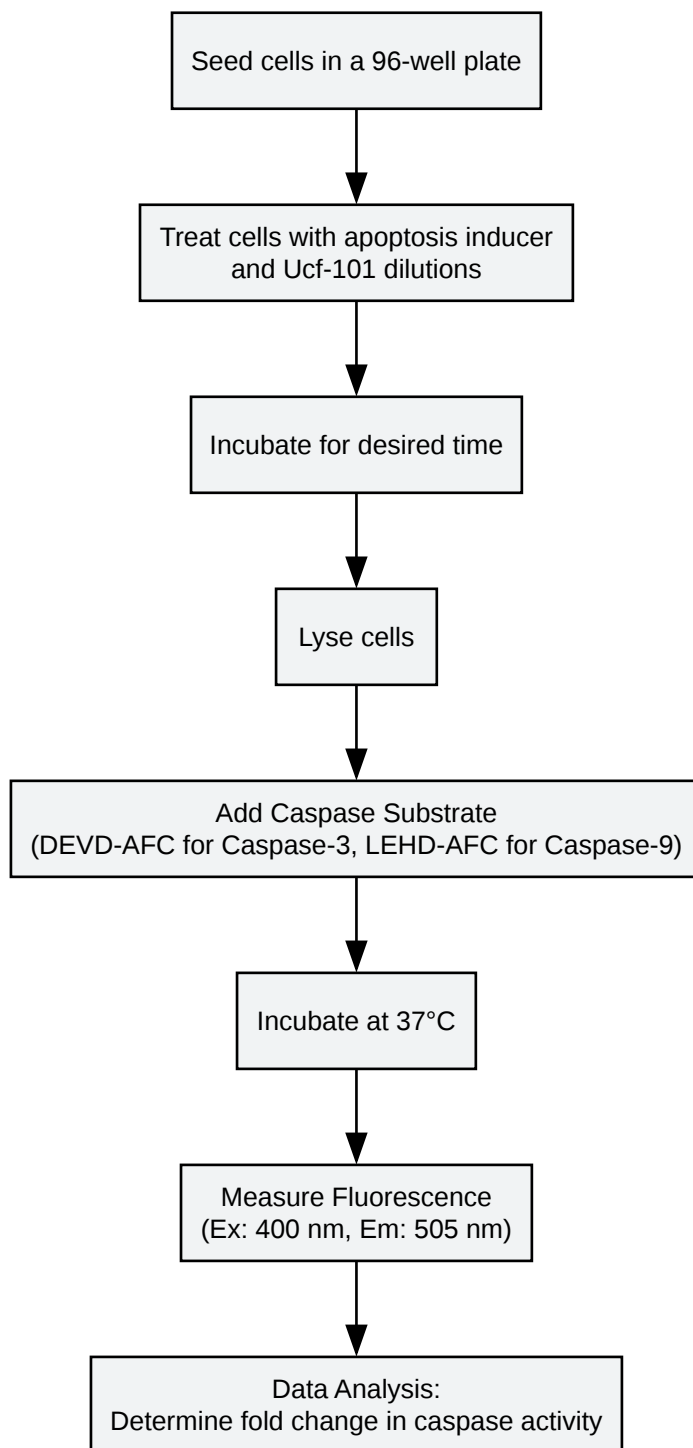 Seed cells in a 96-well plate
Treat cells with apoptosis inducer
and Ucf-101 dilutions
Incubate for desired time
Lyse cells
Add Caspase Substrate
(DEVD-AFC for Caspase-3, LEHD-AFC for Caspase-9)
Incubate at 37°C
Measure Fluorescence
(Ex: 400 nm, Em: 505 nm)
Data Analysis:
Determine fold change in caspase activity